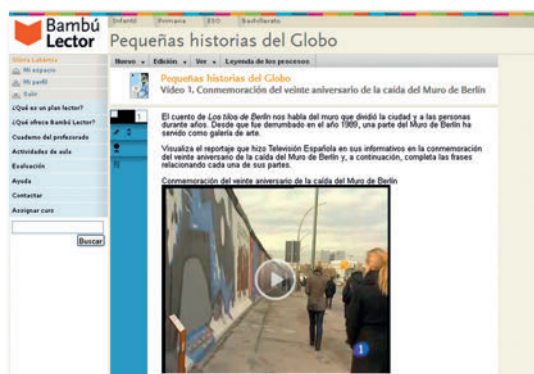 Bambú
Lector
Infantil Primaria ESO Bachillerato
Pequeñas historias del Globo
Nuevo Edición Ver Leyenda de los procesos
Mi espacio
Mi perfil
Salir
¿Qué es un plan lector?
¿Qué ofrece Bambú Lector?
Cuaderno del profesorado
Actividades de aula
Evaluación
Ayuda
Contactar
Assignar curs
Buscar
Pequeñas historias del Globo
Vídeo 1. Conmemoración del veinte aniversario de la caída del Muro de Berlín
1
El cuento de Los tilos de Berlín nos habla del muro que dividió la ciudad y a las personas
durante años. Desde que fue derrumbado en el año 1989, una parte del Muro de Berlín ha
servido como galería de arte.
Visualiza el reportaje que hizo Televisión Española en sus informativos en la conmemoración
del veinte aniversario de la caída del Muro de Berlín y, a continuación, completa las frases
relacionando cada una de sus partes.
Conmemoración del veinte aniversario de la caída del Muro de Berlín
1